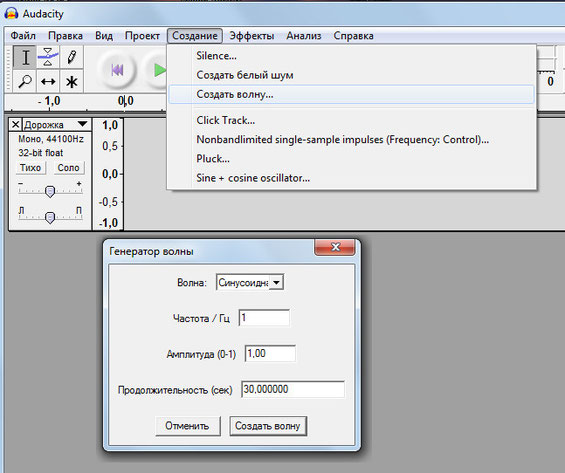 Audacity
Файл Правка Вид Проект Создание Эффекты Анализ Справка
Silence...
Создать белый шум
Создать волну...
Click Track...
Nonbandlimited single-sample impulses (Frequency: Control)...
Pluck...
Sine + cosine oscillator...
- 1,0 0,0
0
Дорожка
Моно, 44100Hz
32-bit float
Тихо Соло
- +
Л П
1,0
0,5
0,0
-0,5
-1,0
Генератор волны
Волна: Синусоидна
Частота / Гц 1
Амплитуда (0-1) 1,00
Продолжительность (сек) 30,000000
Отменить Создать волну